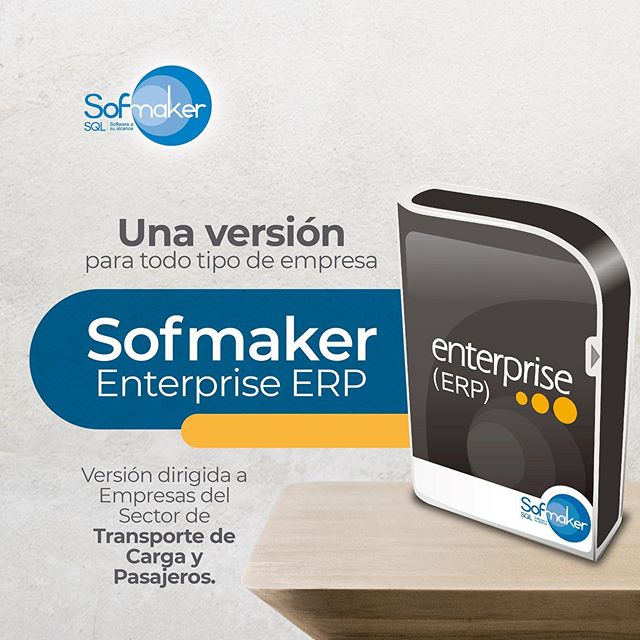 Sofmaker
SQL Software a
su alcance
Una versión
para todo tipo de empresa
Sofmaker
Enterprise ERP
Versión dirigida a
Empresas del
Sector de
Transporte de
Carga y
Pasajeros.
enterprise
(ERP)
Sofmaker
SQL